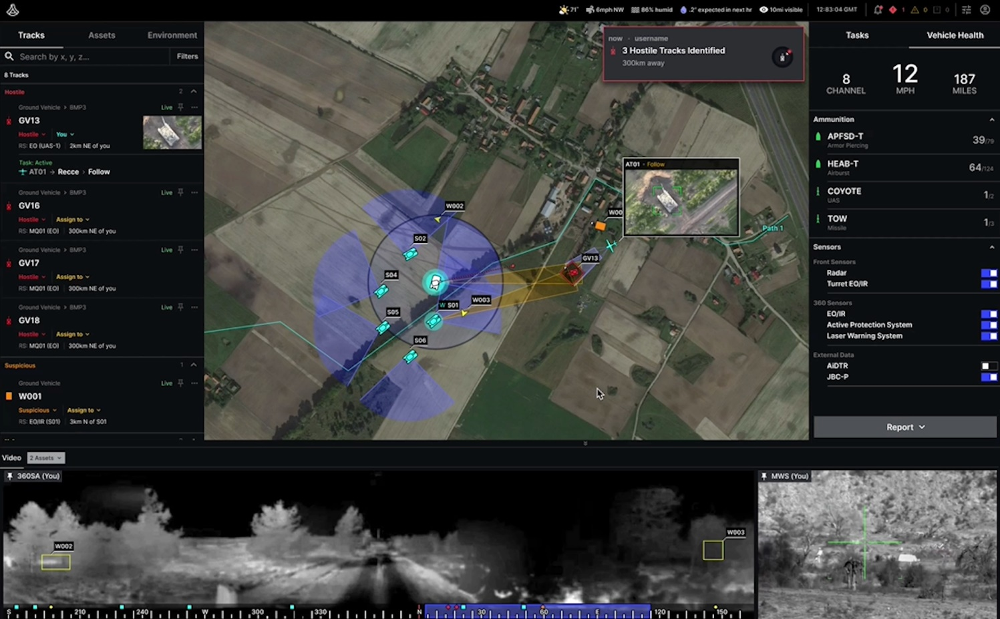 71°
6mph NW
86% humid
.2" expected in next hr
10mi visible
12:83:04 GMT
1
0
0
Tracks
Assets
Environment
Search by x, y, z...
Filters
8 Tracks
Hostile
2
Ground Vehicle > BMP3
Live
GV13
Hostile
You
RS: EO (UAS-1)
2km NE of you
Task: Active
AT01 → Recce > Follow
Ground Vehicle > BMP3
Live
GV16
Hostile
Assign to
RS: MQ01 (EO)
300km NE of you
Ground Vehicle > BMP3
Live
GV17
Hostile
Assign to
RS: MQ01 (EO)
300km NE of you
Ground Vehicle > BMP3
Live
GV18
Hostile
Assign to
RS: MQ01 (EO)
300km NE of you
Suspicious
1
Ground Vehicle
Live
W001
Suspicious
Assign to
RS: EO/IR (S01)
3km N of S01
now · username
3 Hostile Tracks Identified
300km away
AT01 · Follow
W002
W00
Path 1
S02
GV13
S04
W003
W S01
S05
S06
Tasks
Vehicle Health
8
CHANNEL
12
MPH
187
MILES
Ammunition
APFSD-T
Armor Piercing
39/79
HEAB-T
Airburst
64/124
COYOTE
UAS
1/2
TOW
Missile
1/3
Sensors
Front Sensors
Radar
Turret EO/IR
360 Sensors
EO/IR
Active Protection System
Laser Warning System
External Data
AiDTR
JBC-P
Report
Video
2 Assets
360SA (You)
W002
W003
S
210
240
W
300
330
N
30
60
E
120
150
MWS (You)